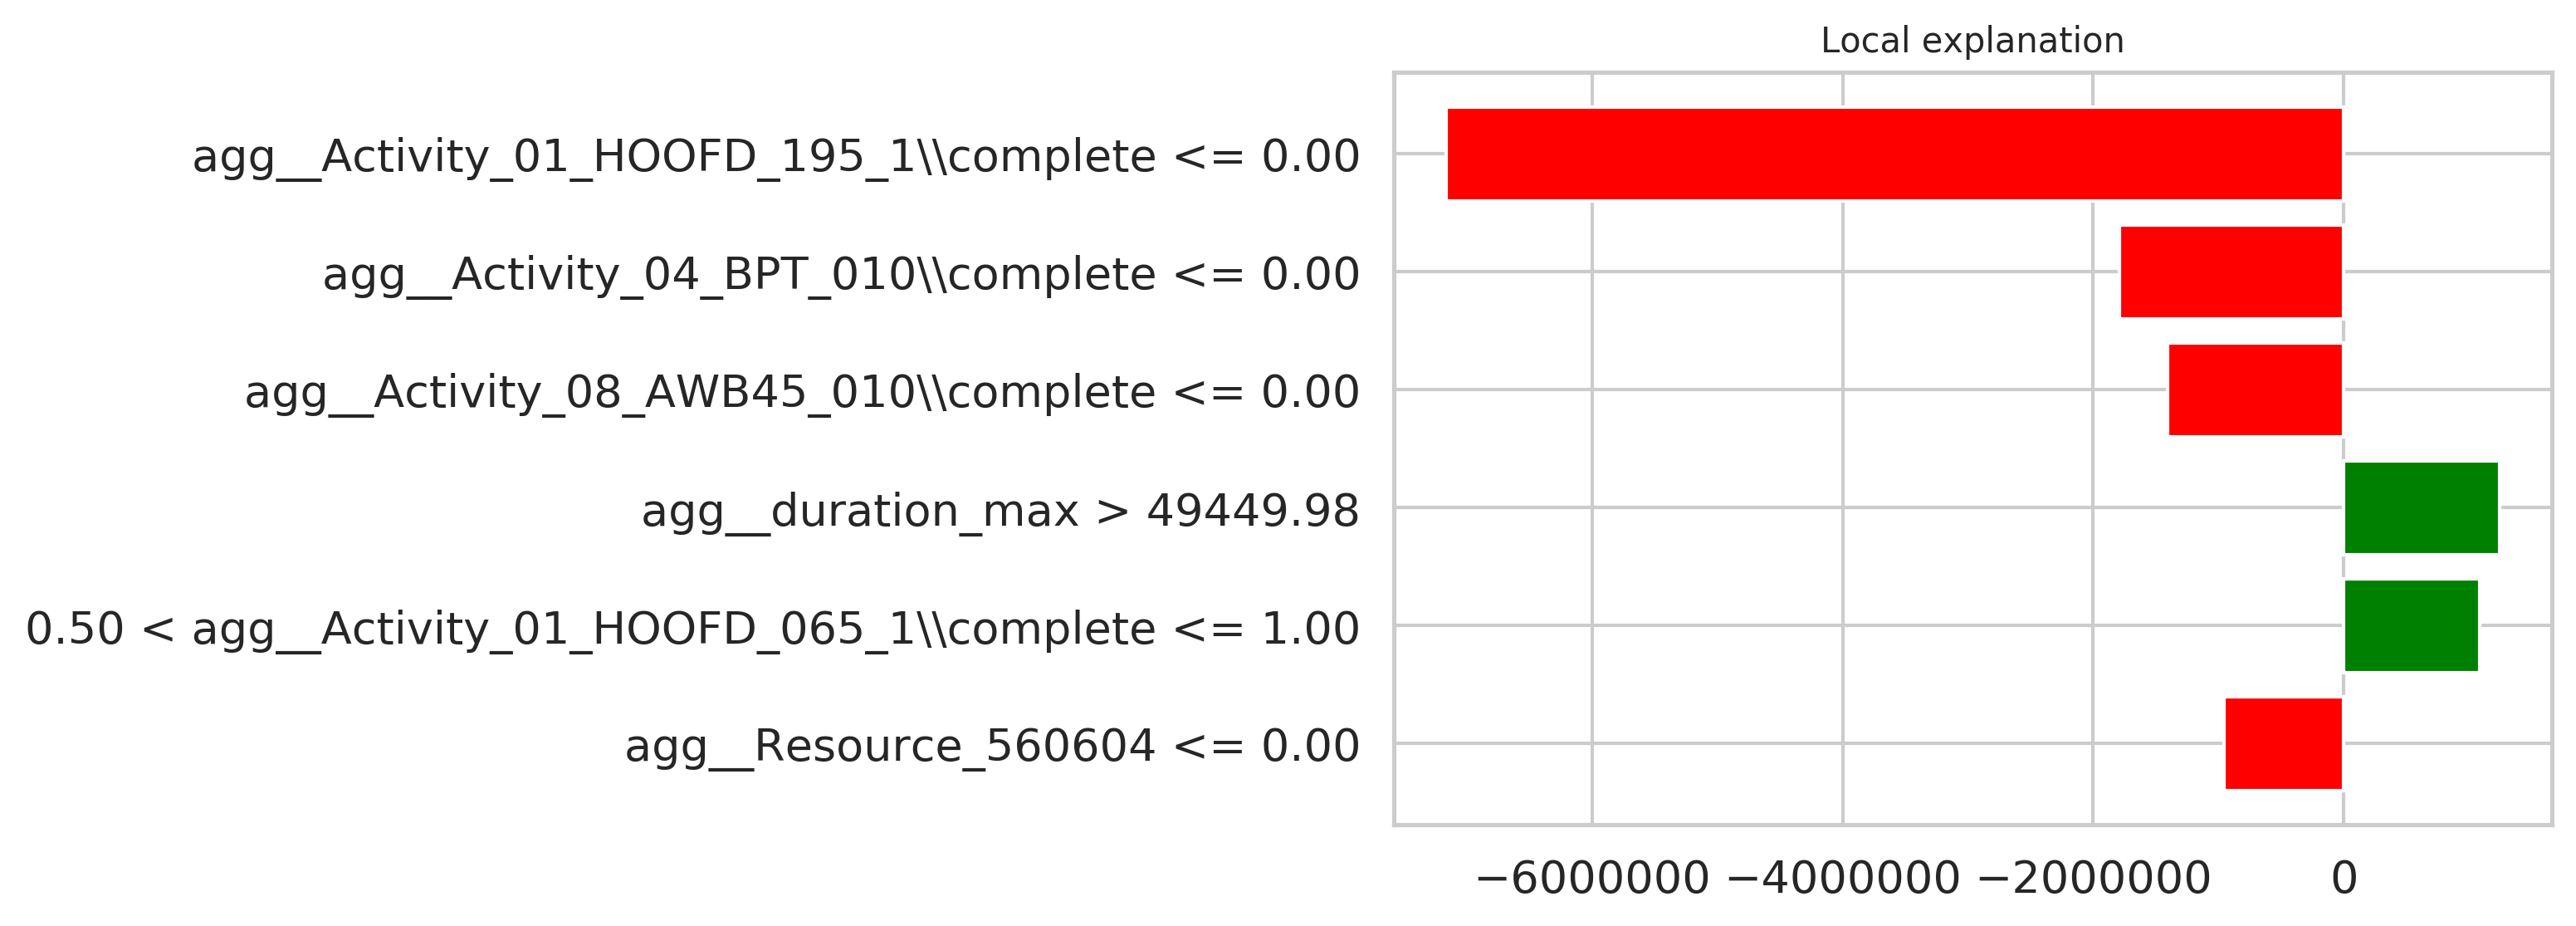 Local explanation
agg__Activity_01_HOOFD_195_1\\complete <= 0.00
agg__Activity_04_BPT_010\\complete <= 0.00
agg__Activity_08_AWB45_010\\complete <= 0.00
agg__duration_max > 49449.98
0.50 < agg__Activity_01_HOOFD_065_1\\complete <= 1.00
agg__Resource_560604 <= 0.00
−6000000 −4000000 −2000000 0